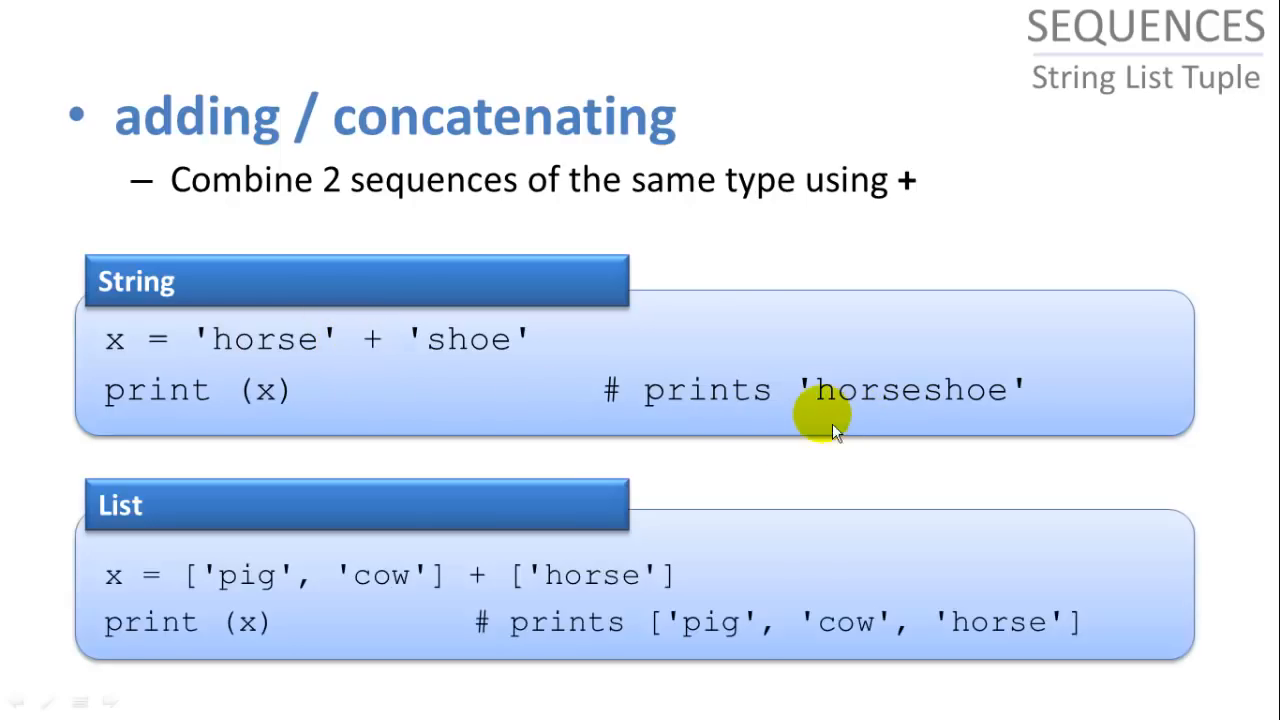 SEQUENCES
String List Tuple
• adding / concatenating
– Combine 2 sequences of the same type using +
String
x = 'horse' + 'shoe'
print (x) # prints 'horseshoe'
List
x = ['pig', 'cow'] + ['horse']
print (x) # prints ['pig', 'cow', 'horse']